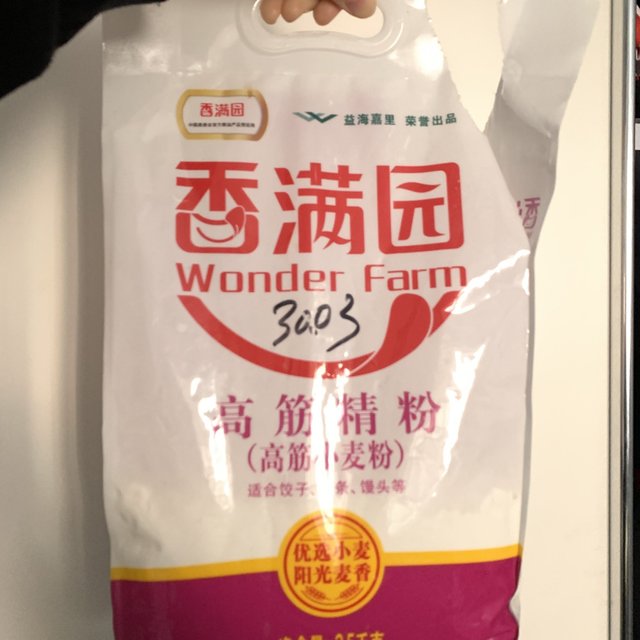 香满园
益海嘉里 荣誉出品
香满园
Wonder Farm
3003
高筋精粉
(高筋小麦粉)
适合饺子、条、馒头等
优选小麦
阳光麦香